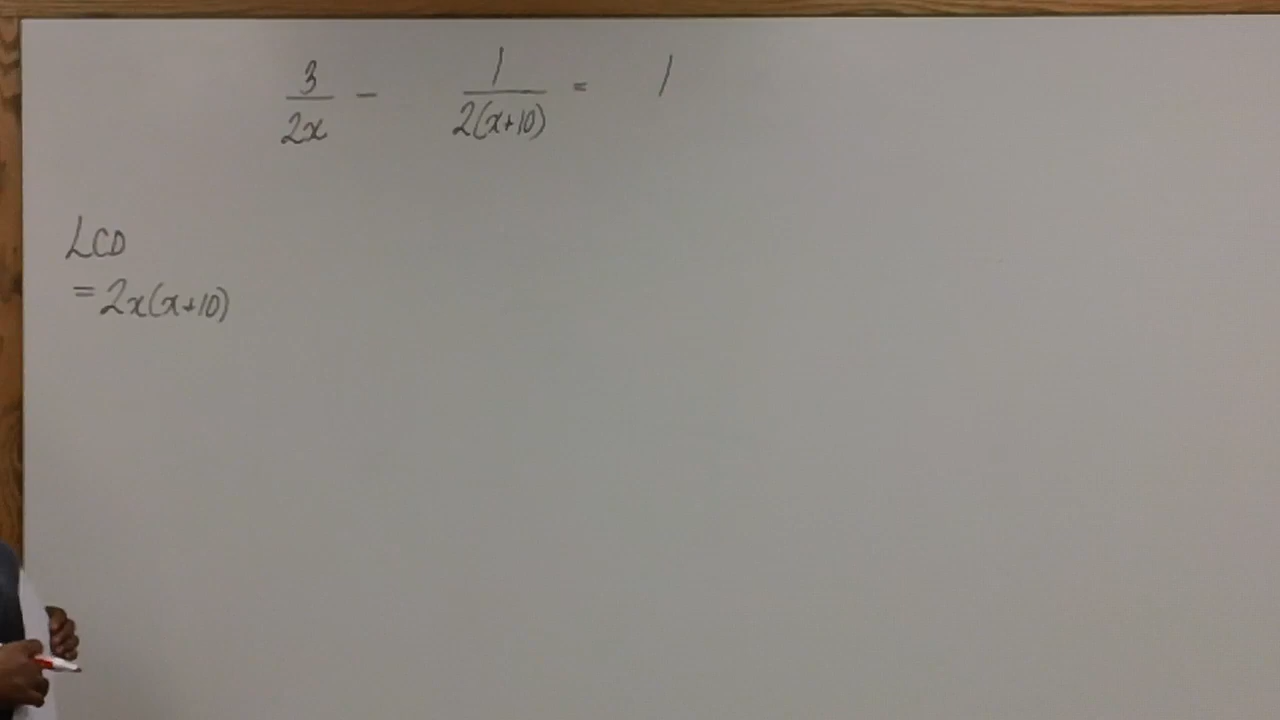 3/2x - 1/2(x+10) = 1
LCD
= 2x(x+10)